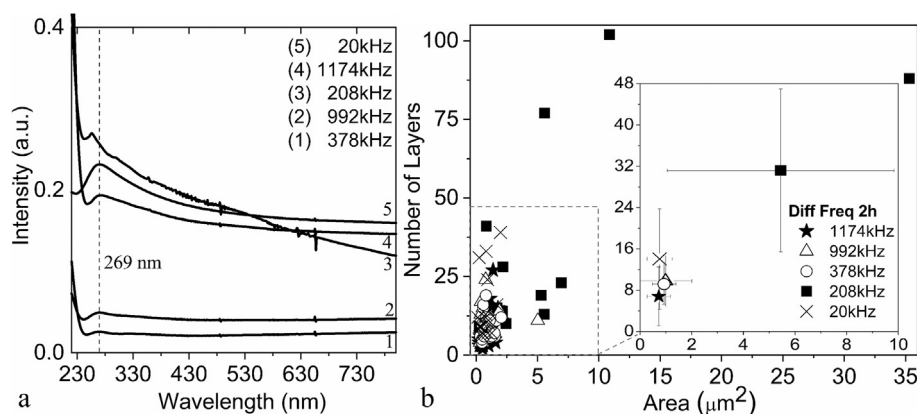 (5) 20kHz
(4) 1174kHz
(3) 208kHz
(2) 992kHz
(1) 378kHz
0.4
0.2
0.0
Intensity (a.u.)
269 nm
5
4
3
2
1
230 330 430 530 630 730
a Wavelength (nm)
100
75
50
25
0
Number of Layers
48
40
32
24
16
8
0
Diff Freq 2h
1174kHz
992kHz
378kHz
208kHz
20kHz
0 2 4 6 8 10
0 5 10 15 20 25 30 35
b Area (μm²)